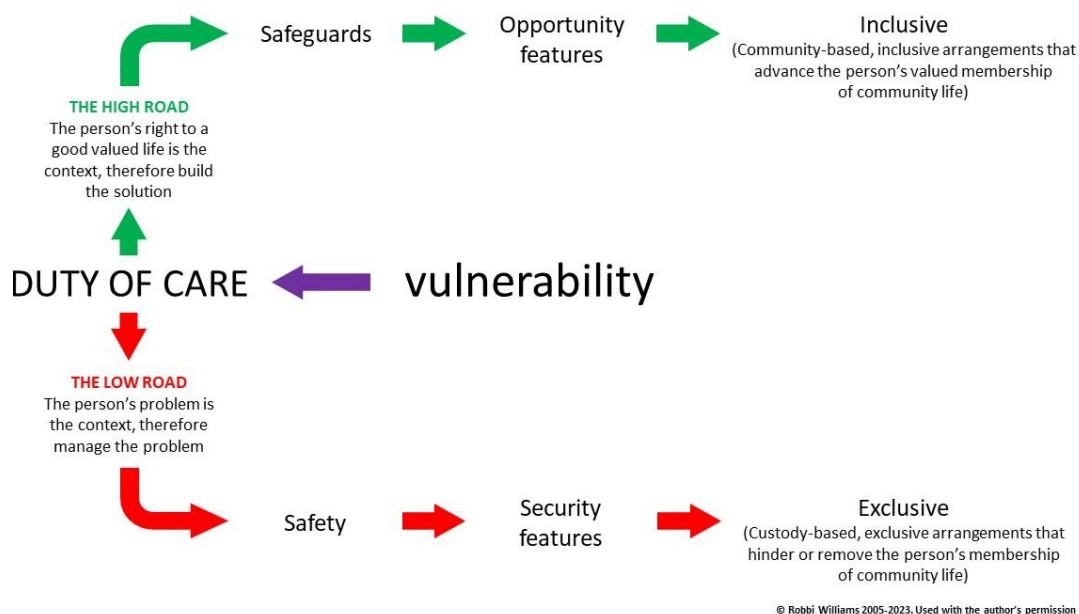 Safeguards
Opportunity
features
Inclusive
(Community-based, inclusive arrangements that
advance the person's valued membership
of community life)
THE HIGH ROAD
The person's right to a
good valued life is the
context, therefore build
the solution
DUTY OF CARE
vulnerability
THE LOW ROAD
The person's problem is
the context, therefore
manage the problem
Safety
Security
features
Exclusive
(Custody-based, exclusive arrangements that
hinder or remove the person's membership
of community life)
© Robbi Williams 2005-2023. Used with the author's permission